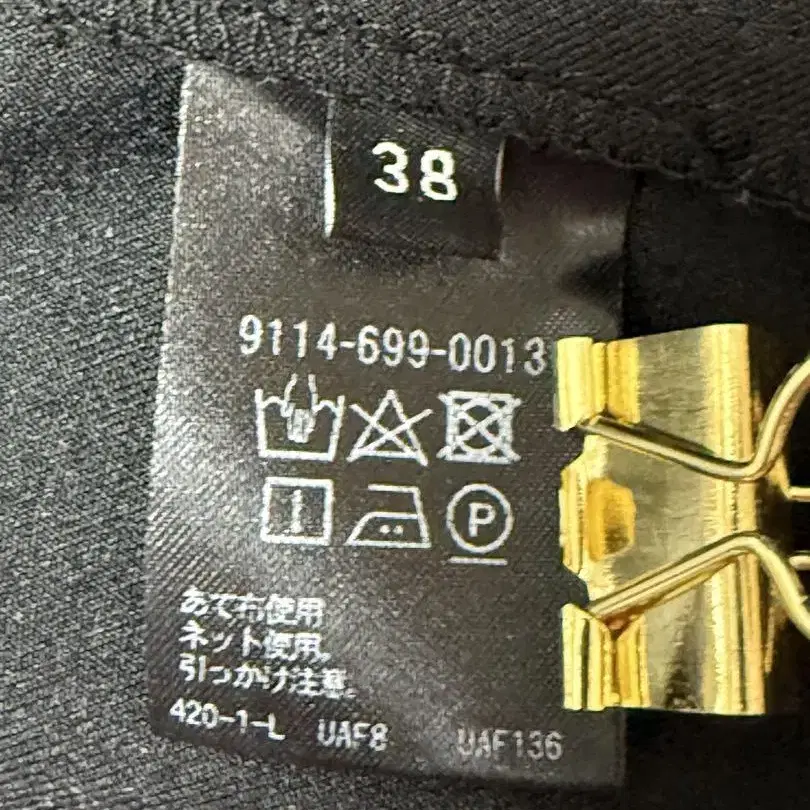 38
9114-699-0013
P
あて布使用
ネット使用。
引っかけ注意。
420-1-L UAF8 UAF136